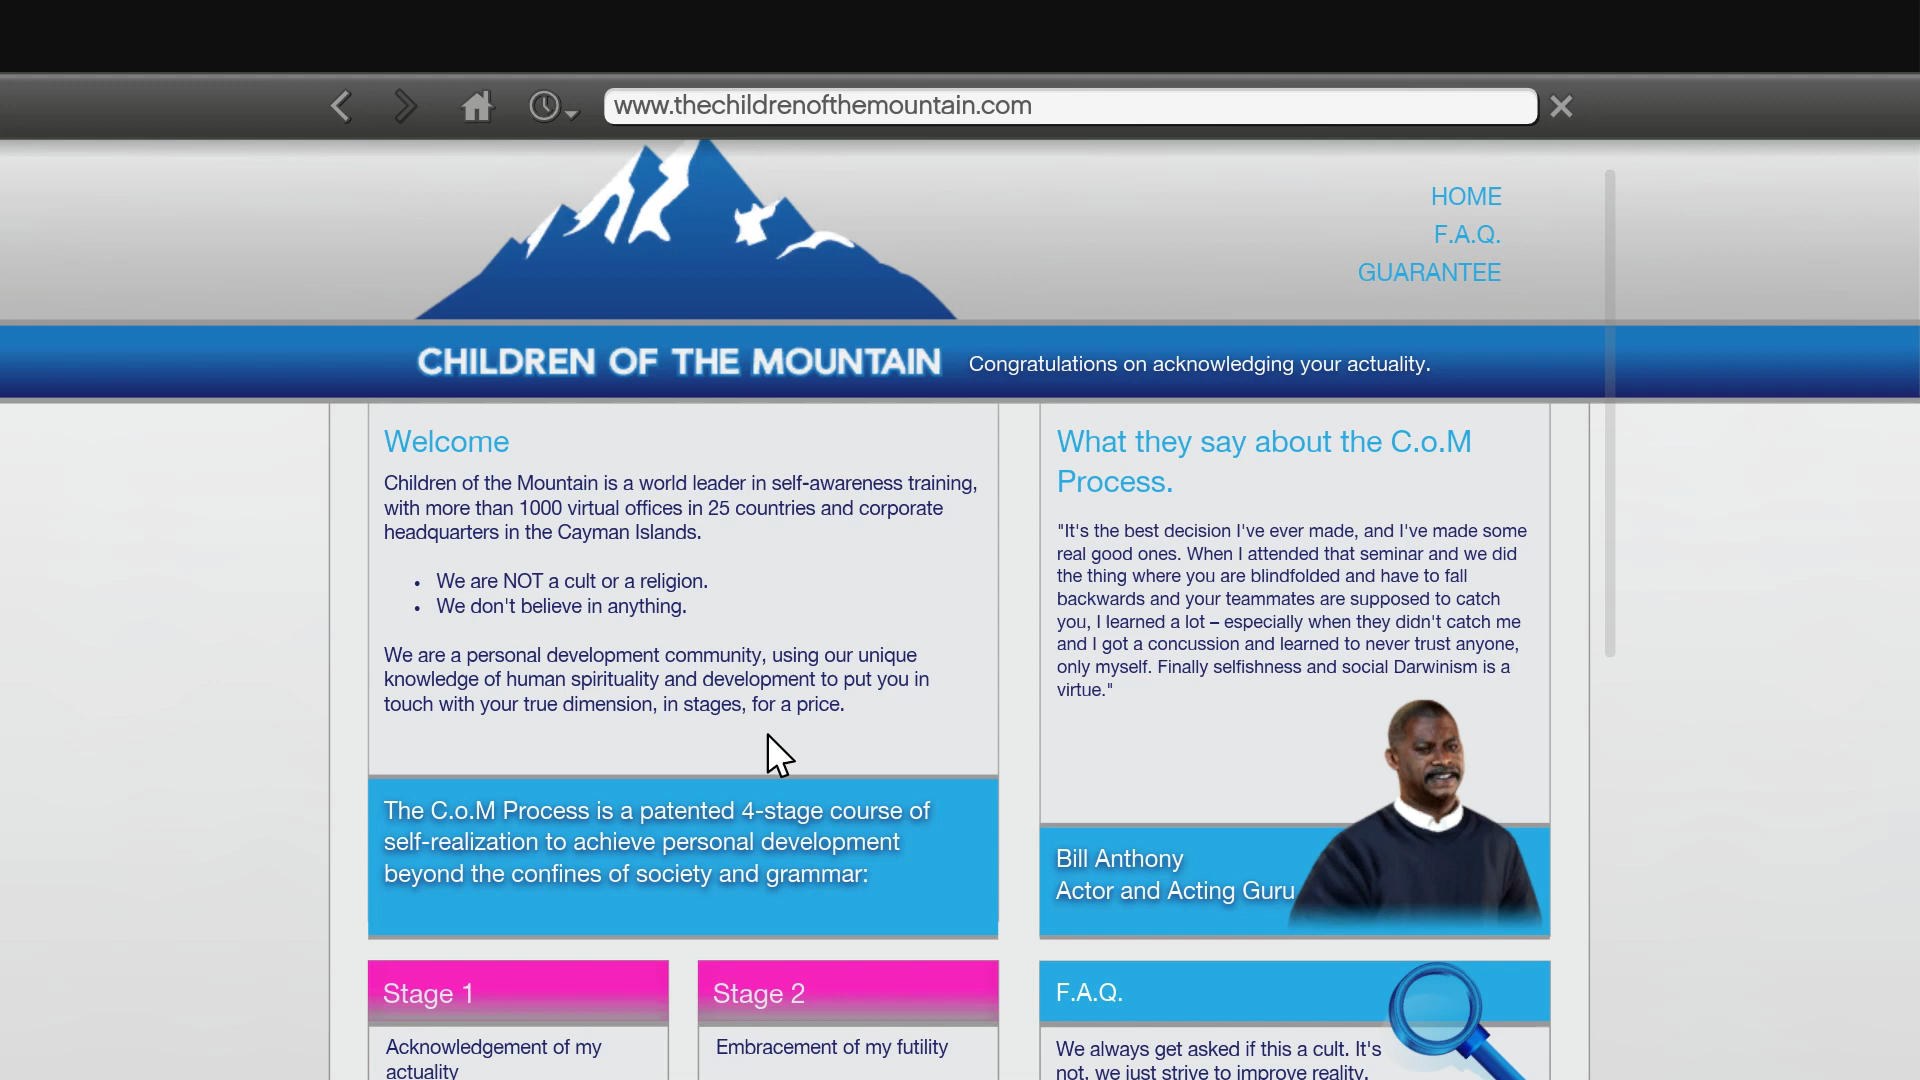 www.thechildrenofthemountain.com
HOME
F.A.Q.
GUARANTEE
CHILDREN OF THE MOUNTAIN
Congratulations on acknowledging your actuality.
Welcome
Children of the Mountain is a world leader in self-awareness training,
with more than 1000 virtual offices in 25 countries and corporate
headquarters in the Cayman Islands.
• We are NOT a cult or a religion.
• We don't believe in anything.
We are a personal development community, using our unique
knowledge of human spirituality and development to put you in
touch with your true dimension, in stages, for a price.
The C.o.M Process is a patented 4-stage course of
self-realization to achieve personal development
beyond the confines of society and grammar:
What they say about the C.o.M
Process.
"It's the best decision I've ever made, and I've made some
real good ones. When I attended that seminar and we did
the thing where you are blindfolded and have to fall
backwards and your teammates are supposed to catch
you, I learned a lot – especially when they didn't catch me
and I got a concussion and learned to never trust anyone,
only myself. Finally selfishness and social Darwinism is a
virtue."
Bill Anthony
Actor and Acting Guru
Stage 1
Acknowledgement of my
actuality
Stage 2
Embracement of my futility
F.A.Q.
We always get asked if this a cult. It's
not, we just strive to improve reality.